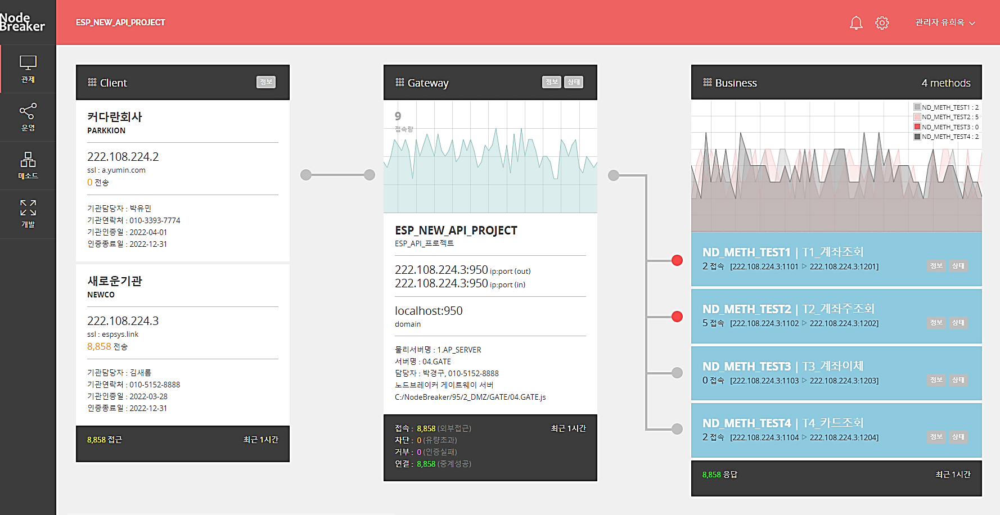 Node
Breaker
ESP_NEW_API_PROJECT
관리자 유희옥
관제
운영
메소드
개발
Client
정보
커다란회사
PARKKION
222.108.224.2
ssl : a.yumin.com
0 전송
기관담당자 : 박유민
기관연락처 : 010-3393-7774
기관인증일 : 2022-04-01
인증종료일 : 2022-12-31
새로운기관
NEWCO
222.108.224.3
ssl : espsys.link
8,858 전송
기관담당자 : 김새롬
기관연락처 : 010-5152-8888
기관인증일 : 2022-03-28
인증종료일 : 2022-12-31
8,858 접근 최근 1시간
Gateway
정보 상태
9
접속량
ESP_NEW_API_PROJECT
ESP_API_프로젝트
222.108.224.3:950 ip:port (out)
222.108.224.3:950 ip:port (in)
localhost:950
domain
물리서버명 : 1.AP_SERVER
서버명 : 04.GATE
담당자 : 박경구, 010-5152-8888
노드브레이커 게이트웨이 서버
C:/NodeBreaker/95/2_DMZ/GATE/04.GATE.js
접속 : 8,858 (외부접근) 최근 1시간
차단 : 0 (유량초과)
거부 : 0 (인증실패)
연결 : 8,858 (중계성공)
Business 4 methods
ND_METH_TEST1 : 2
ND_METH_TEST2 : 5
ND_METH_TEST3 : 0
ND_METH_TEST4 : 2
ND_METH_TEST1 | T1_계좌조회
2 접속 [222.108.224.3:1101 ▷ 222.108.224.3:1201] 정보 상태
ND_METH_TEST2 | T2_계좌주조회
5 접속 [222.108.224.3:1102 ▷ 222.108.224.3:1202] 정보 상태
ND_METH_TEST3 | T3_계좌이체
0 접속 [222.108.224.3:1103 ▷ 222.108.224.3:1203] 정보 상태
ND_METH_TEST4 | T4_카드조회
2 접속 [222.108.224.3:1104 ▷ 222.108.224.3:1204] 정보 상태
8,858 응답 최근 1시간